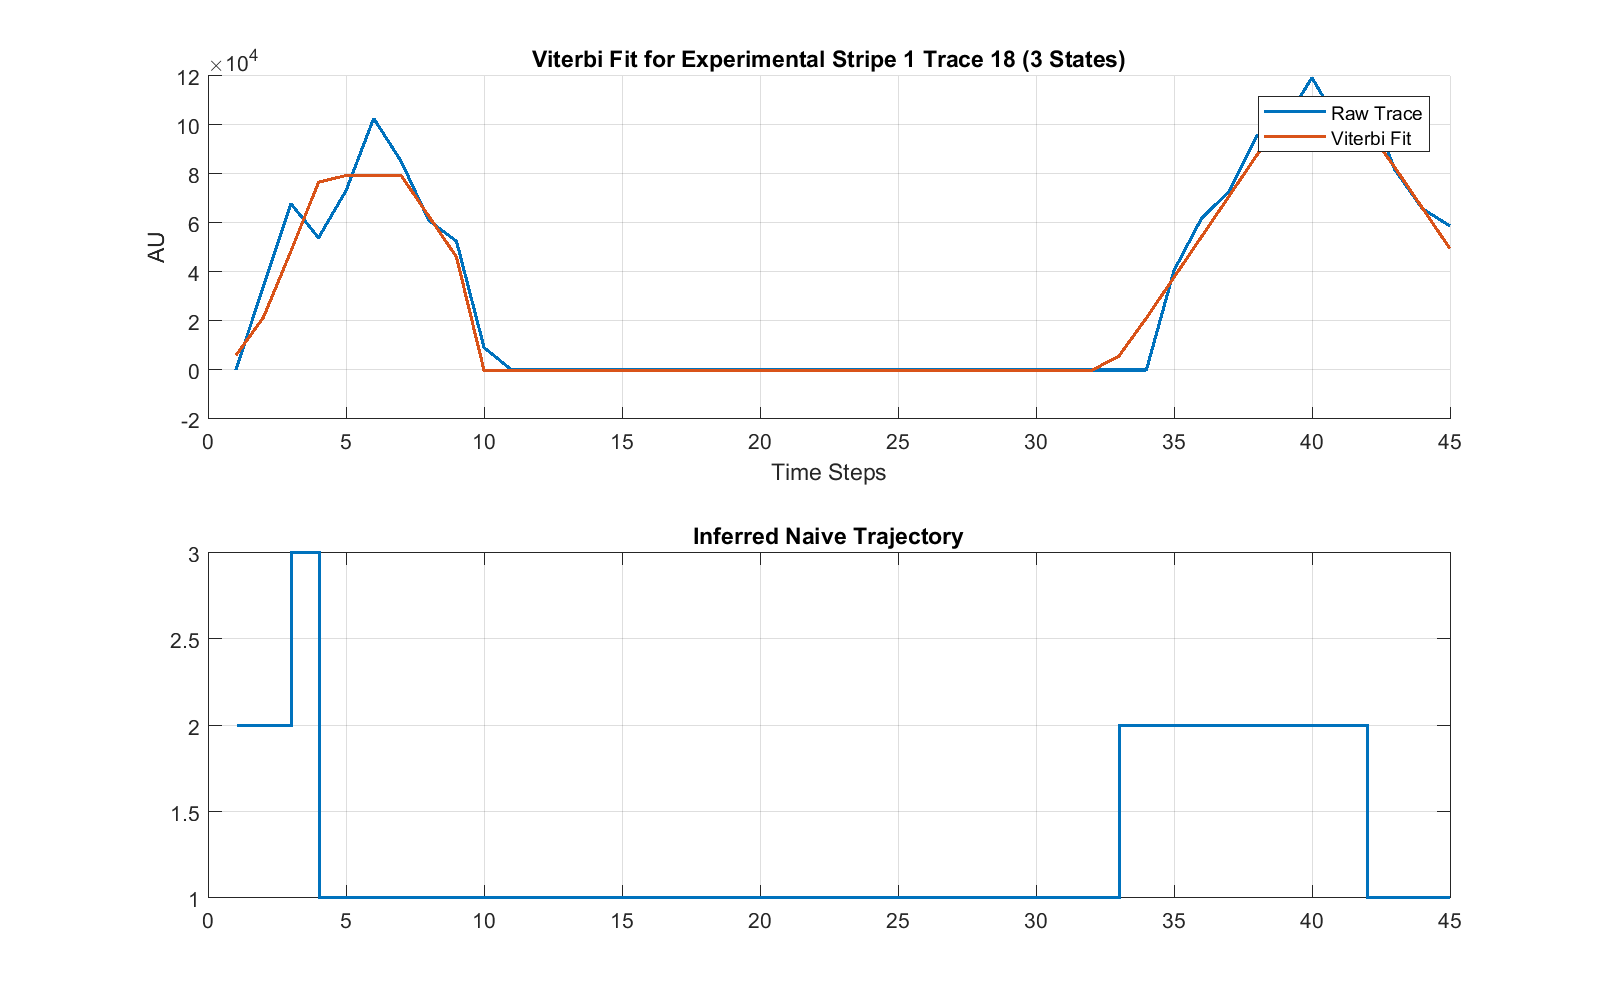 Viterbi Fit for Experimental Stripe 1 Trace 18 (3 States)
×10⁴
12
10
8
6
4
2
0
-2
AU
Raw Trace
Viterbi Fit
0 5 10 15 20 25 30 35 40 45
Time Steps
Inferred Naive Trajectory
3
2.5
2
1.5
1
0 5 10 15 20 25 30 35 40 45